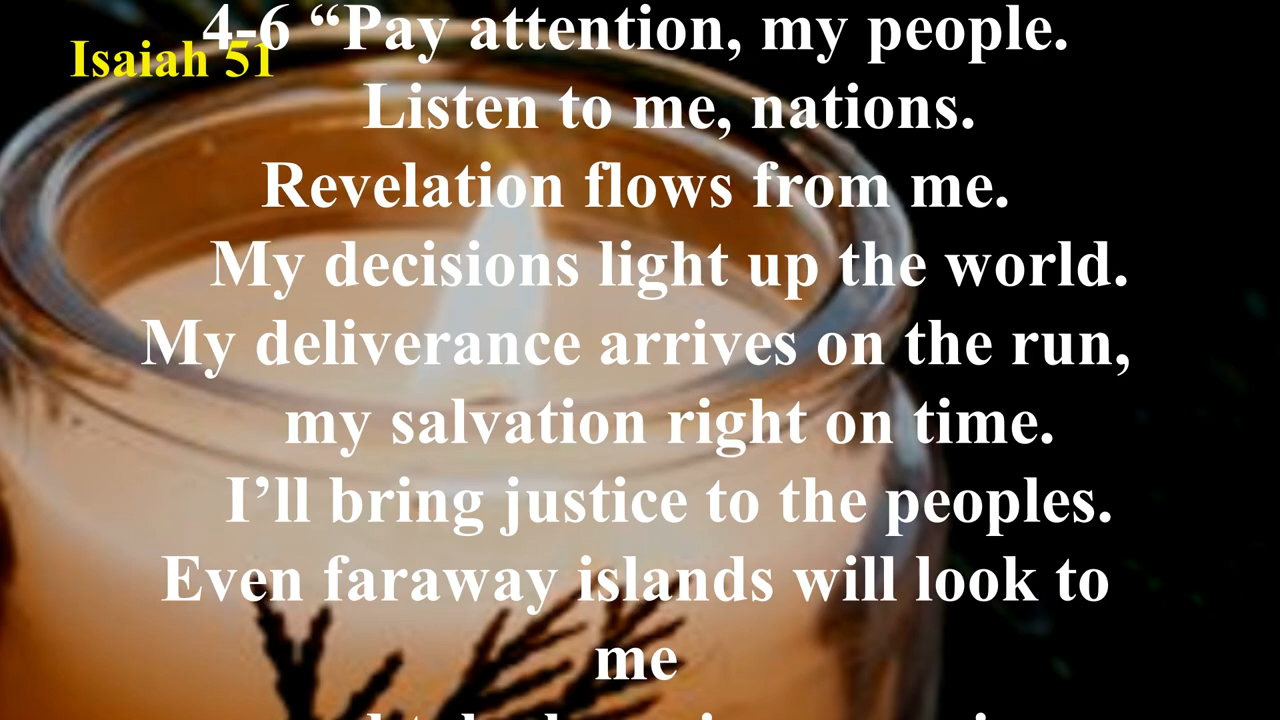 4-6 “Pay attention, my people.
Isaiah 51
Listen to me, nations.
Revelation flows from me.
My decisions light up the world.
My deliverance arrives on the run,
my salvation right on time.
I’ll bring justice to the peoples.
Even faraway islands will look to
me